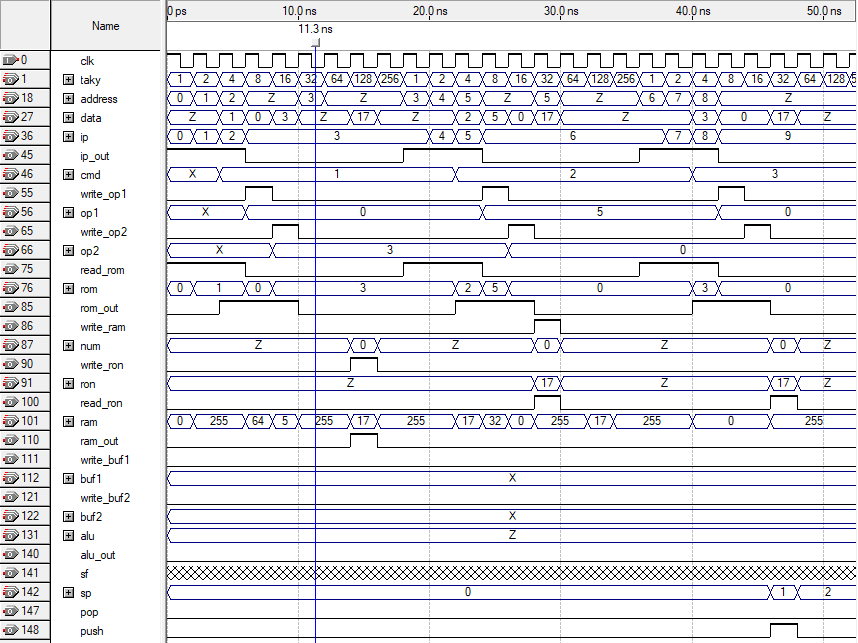 Name 0 ps 10.0 ns 20.0 ns 30.0 ns 40.0 ns 50.0 ns
11.3 ns
0 clk
1 taky 1 2 4 8 16 32 64 128 256 1 2 4 8 16 32 64 128 256 1 2 4 8 16 32 64 128
18 address 0 1 2 Z 3 Z 3 4 5 Z 5 Z 6 7 8 Z
27 data Z 1 0 3 Z 17 Z 2 5 0 17 Z 3 0 17 Z
36 ip 0 1 2 3 4 5 6 7 8 9
45 ip_out
46 cmd X 1 2 3
55 write_op1
56 op1 X 0 5 0
65 write_op2
66 op2 X 3 0
75 read_rom
76 rom 0 1 0 3 2 5 0 3 0
85 rom_out
86 write_ram
87 num Z 0 Z 0 Z 0 Z
90 write_ron
91 ron Z 17 Z 17 Z
100 read_ron
101 ram 0 255 64 5 255 17 255 17 32 0 255 17 255 0 255
110 ram_out
111 write_buf1
112 buf1 X
121 write_buf2
122 buf2 X
131 alu Z
140 alu_out
141 sf
142 sp 0 1 2
147 pop
148 push